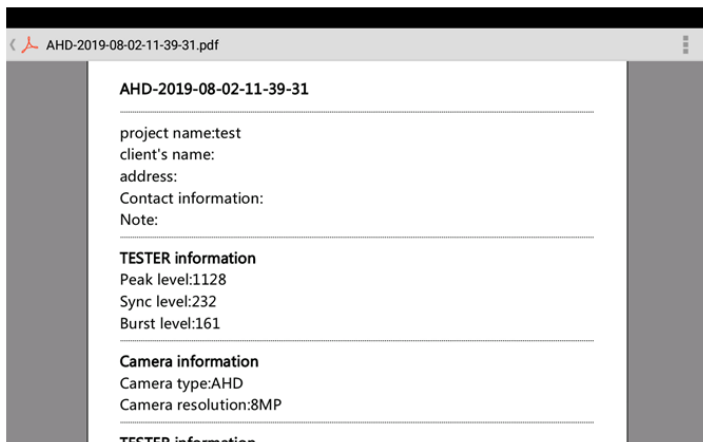 AHD-2019-08-02-11-39-31.pdf
AHD-2019-08-02-11-39-31
project name:test
client's name:
address:
Contact information:
Note:
TESTER information
Peak level:1128
Sync level:232
Burst level:161
Camera information
Camera type:AHD
Camera resolution:8MP
TESTER information